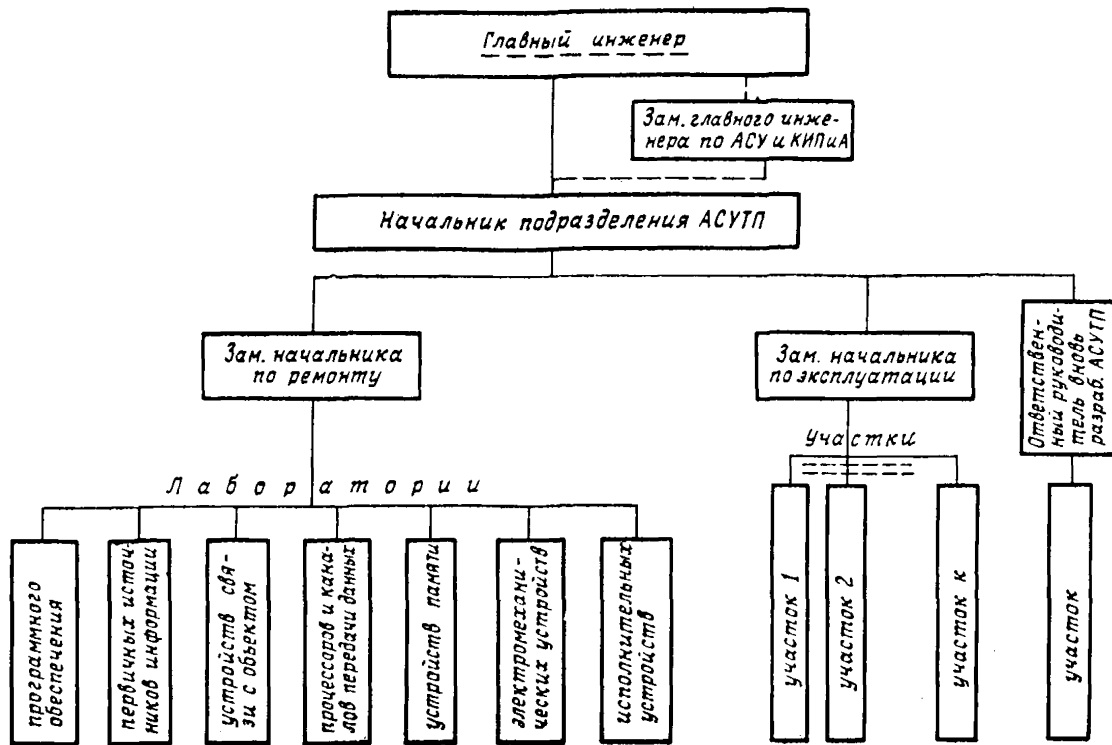 Главный инженер
Зам. главного инже-
нера по АСУ и КИПиА
Начальник подразделения АСУТП
Зам. начальника
по ремонту
Зам. начальника
по эксплуатации
Ответствен-
ный руководи-
тель вновь
разраб. АСУТП
Участки
Лаборатории
программного
обеспечения
первичных источ-
ников информации
устройств свя-
зи с объектом
процессоров и кана-
лов передачи данных
устройств памяти
электромехани-
ческих устройств
исполнительных
устройств
участок 1
участок 2
участок к
участок